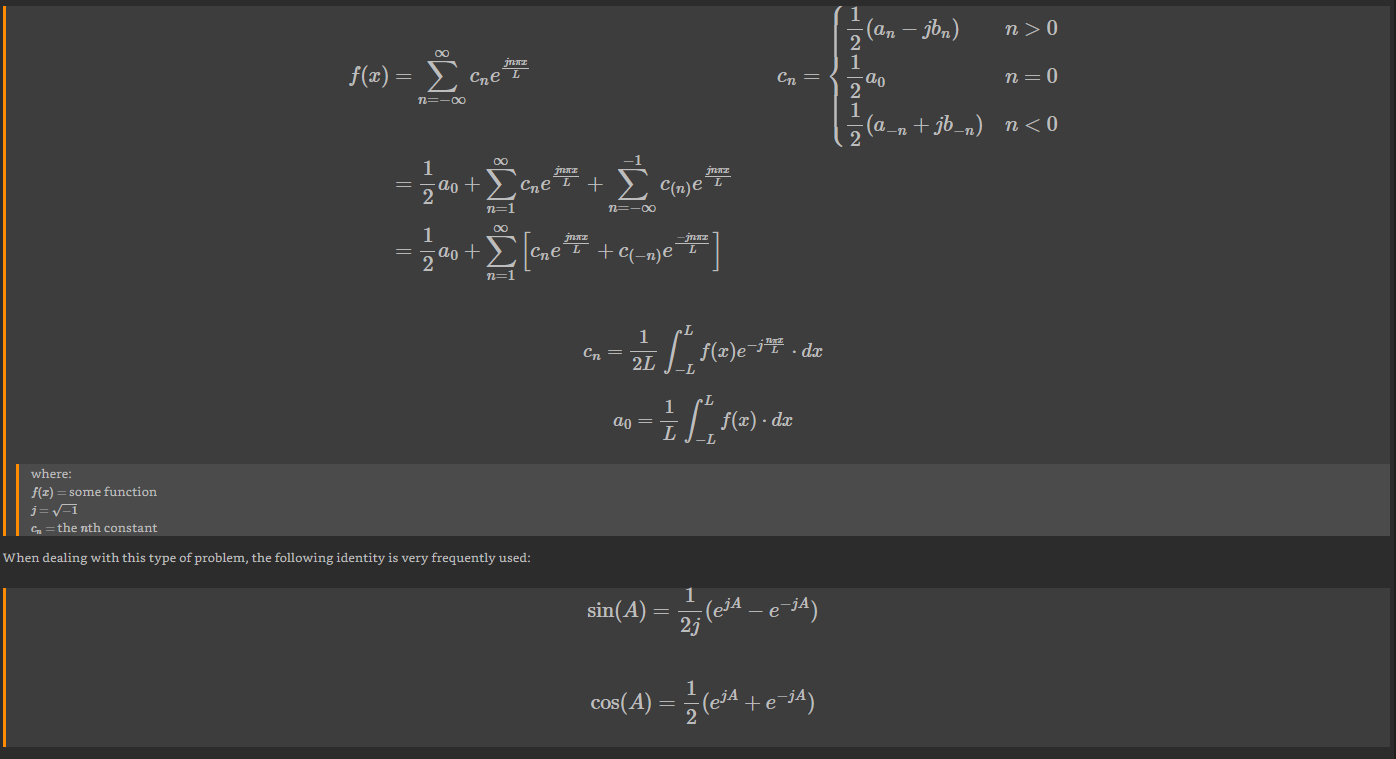 $f(x) = \sum_{n=-\infty}^{\infty} c_n e^{\frac{jn\pi x}{L}} \qquad c_n = \begin{cases} \frac{1}{2}(a_n - jb_n) & n > 0 \\ \frac{1}{2}a_0 & n = 0 \\ \frac{1}{2}(a_{-n} + jb_{-n}) & n < 0 \end{cases}$
$= \frac{1}{2}a_0 + \sum_{n=1}^{\infty} c_n e^{\frac{jn\pi x}{L}} + \sum_{n=-\infty}^{-1} c_{(n)} e^{\frac{jn\pi x}{L}}$
$= \frac{1}{2}a_0 + \sum_{n=1}^{\infty} \left[ c_n e^{\frac{jn\pi x}{L}} + c_{(-n)} e^{\frac{-jn\pi x}{L}} \right]$
$c_n = \frac{1}{2L} \int_{-L}^{L} f(x) e^{-j\frac{n\pi x}{L}} \cdot dx$
$a_0 = \frac{1}{L} \int_{-L}^{L} f(x) \cdot dx$
where:
$f(x)$ = some function
$j = \sqrt{-1}$
$c_n$ = the $n$th constant
When dealing with this type of problem, the following identity is very frequently used:
$\sin(A) = \frac{1}{2j}(e^{jA} - e^{-jA})$
$\cos(A) = \frac{1}{2}(e^{jA} + e^{-jA})$